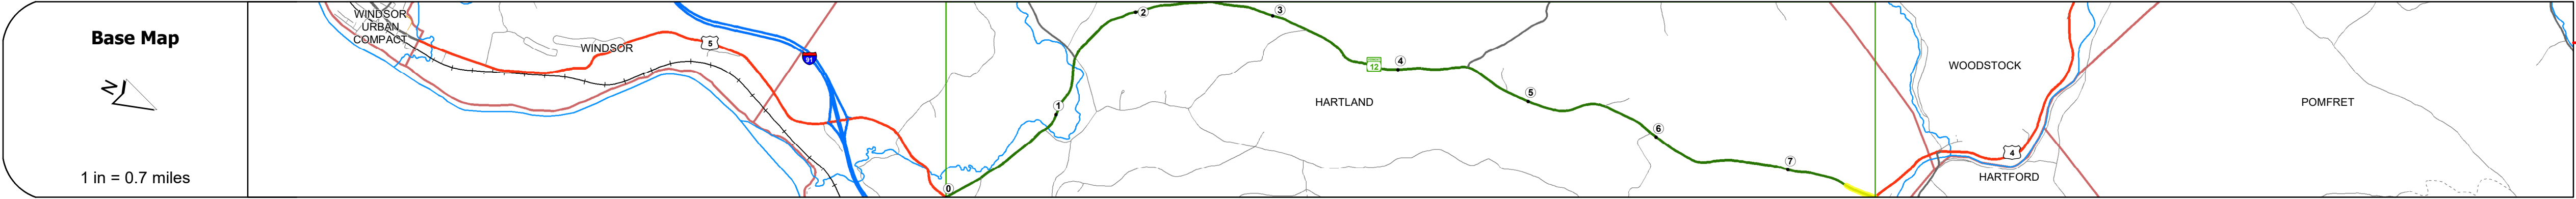 Base Map
N
1 in = 0.7 miles
WINDSOR
URBAN
COMPACT
WINDSOR
5
91
0
1
2
3
12
4
HARTLAND
5
6
7
WOODSTOCK
4
HARTFORD
POMFRET